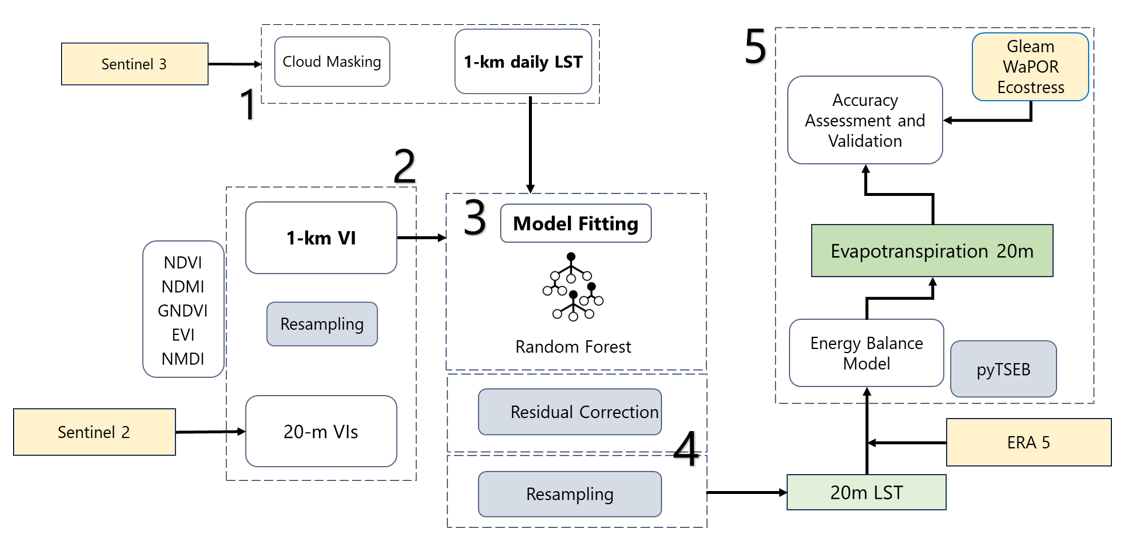 Sentinel 3
1
Cloud Masking
1-km daily LST
2
1-km VI
Resampling
20-m VIs
NDVI
NDMI
GNDVI
EVI
NMDI
Sentinel 2
3
Model Fitting
Random Forest
Residual Correction
4
Resampling
20m LST
ERA 5
5
Gleam
WaPOR
Ecostress
Accuracy
Assessment and
Validation
Evapotranspiration 20m
Energy Balance
Model
pyTSEB